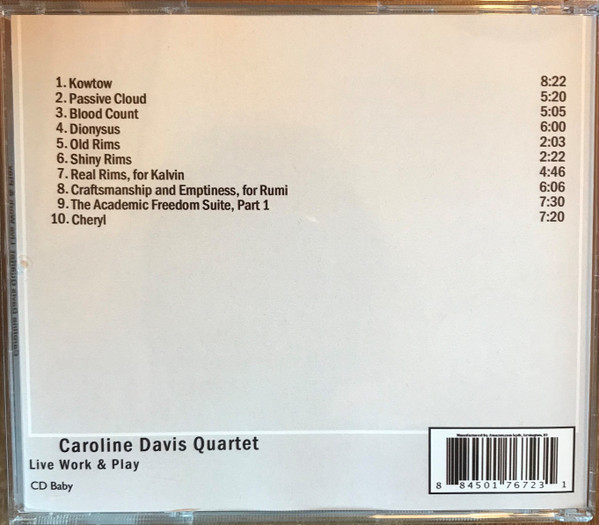 1. Kowtow 8:22
2. Passive Cloud 5:20
3. Blood Count 5:05
4. Dionysus 6:00
5. Old Rims 2:03
6. Shiny Rims 2:22
7. Real Rims, for Kalvin 4:46
8. Craftsmanship and Emptiness, for Rumi 6:06
9. The Academic Freedom Suite, Part 1 7:30
10. Cheryl 7:20
Caroline Davis Quartet
Live Work & Play
CD Baby
Manufactured by
8 84501 76723 1